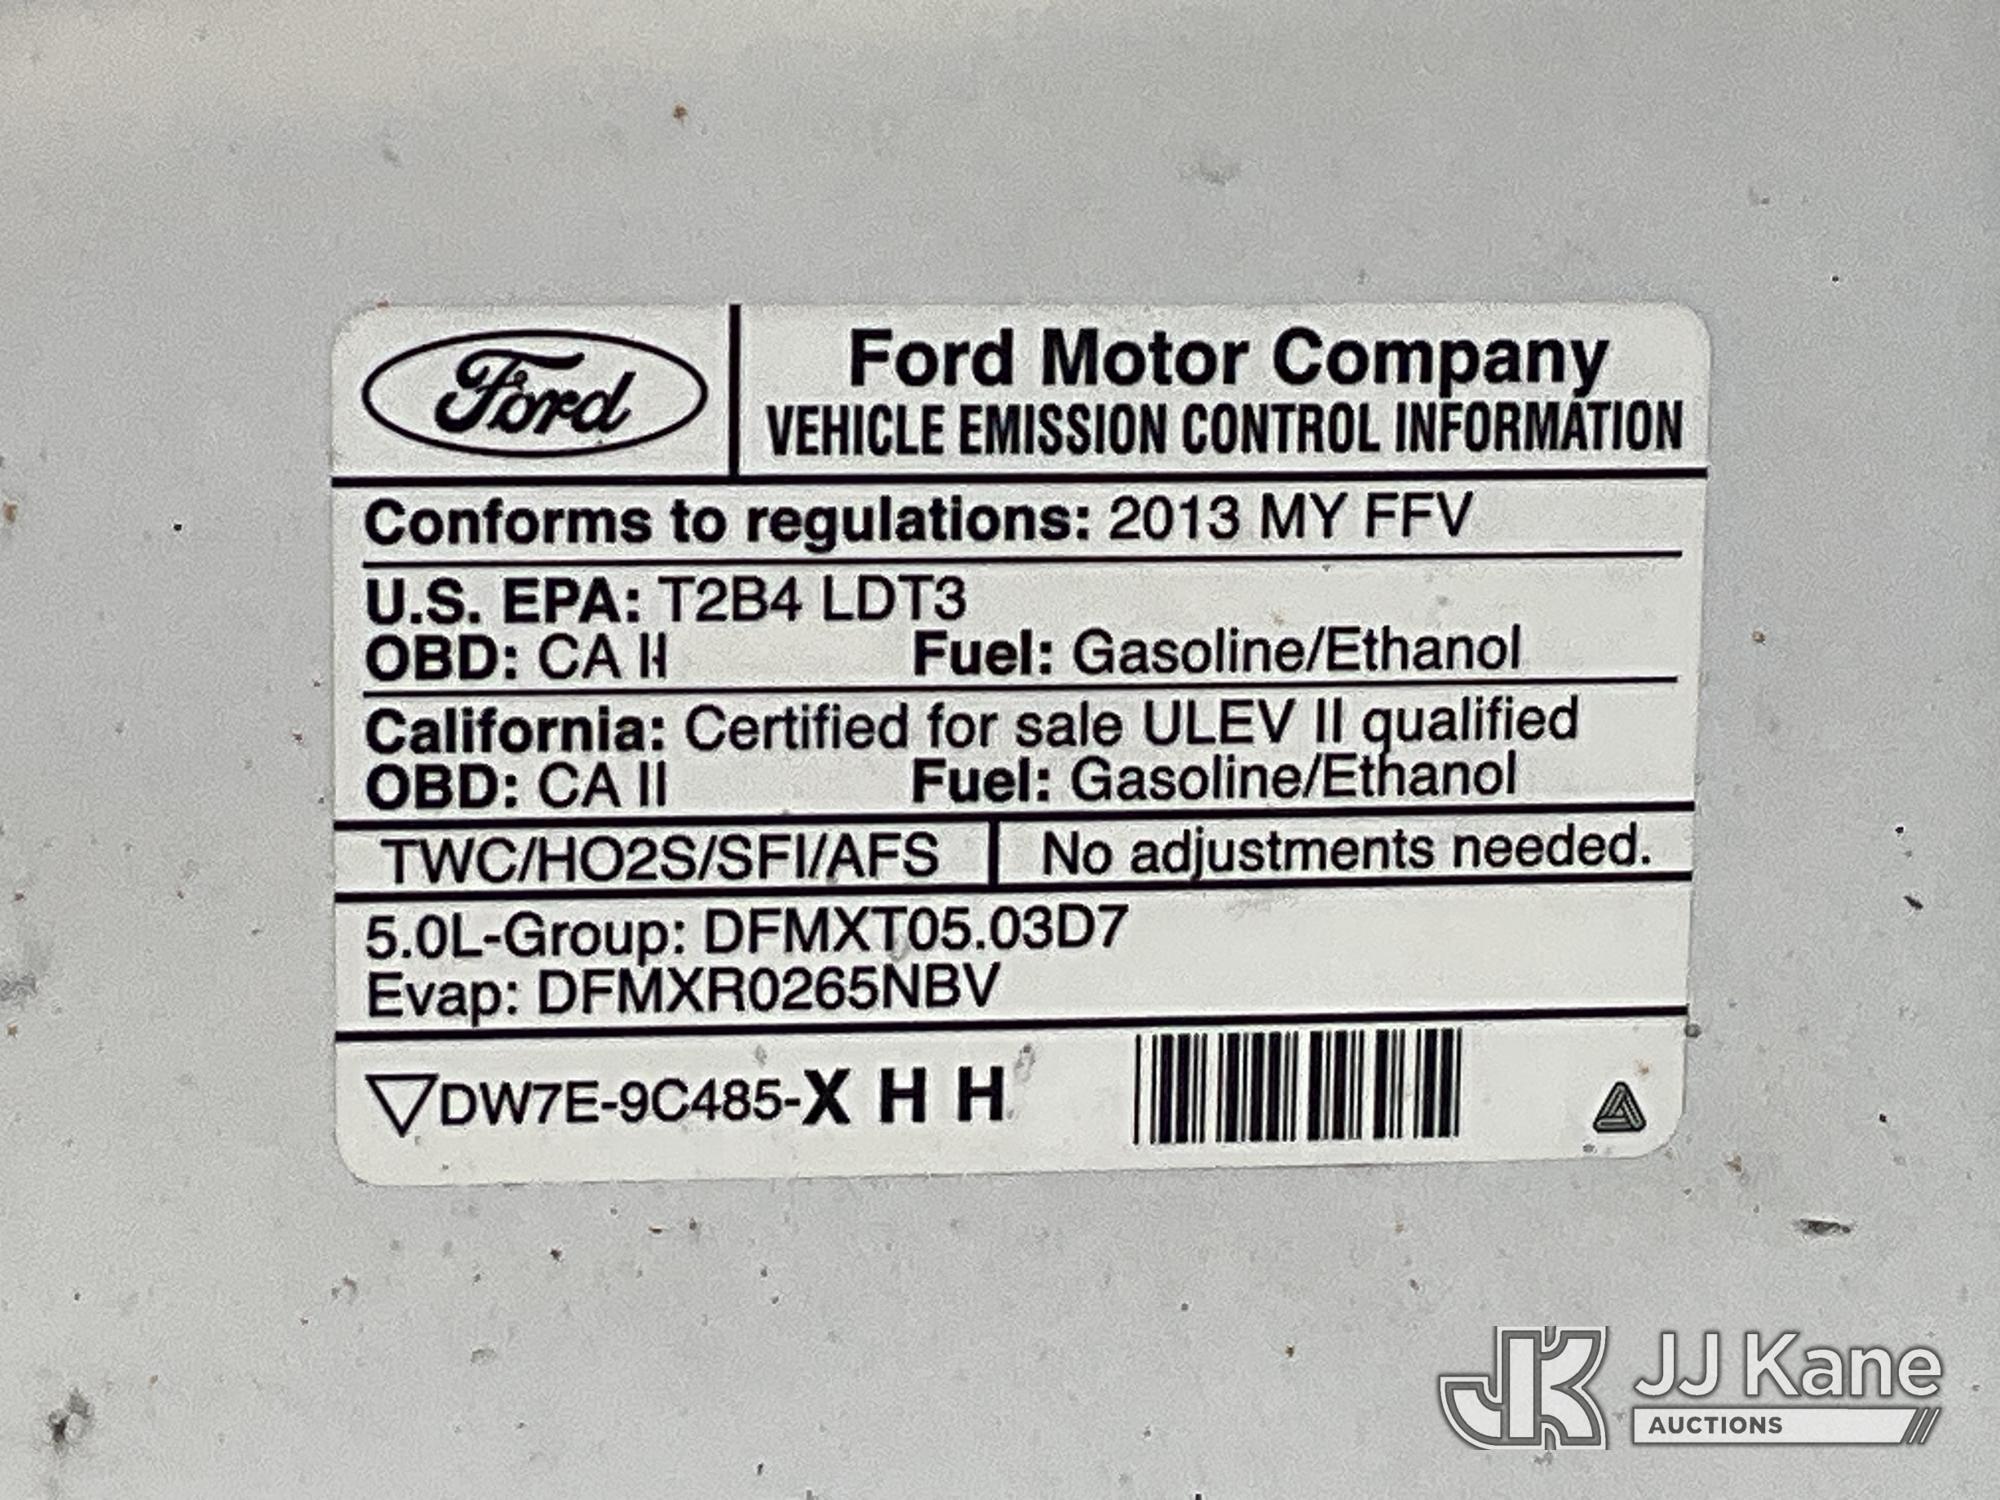 Ford
Ford Motor Company
VEHICLE EMISSION CONTROL INFORMATION
Conforms to regulations: 2013 MY FFV
U.S. EPA: T2B4 LDT3
OBD: CA II Fuel: Gasoline/Ethanol
California: Certified for sale ULEV II qualified
OBD: CA II Fuel: Gasoline/Ethanol
TWC/HO2S/SFI/AFS No adjustments needed.
5.0L-Group: DFMXT05.03D7
Evap: DFMXR0265NBV
DW7E-9C485-X H H
JK JJ Kane
AUCTIONS